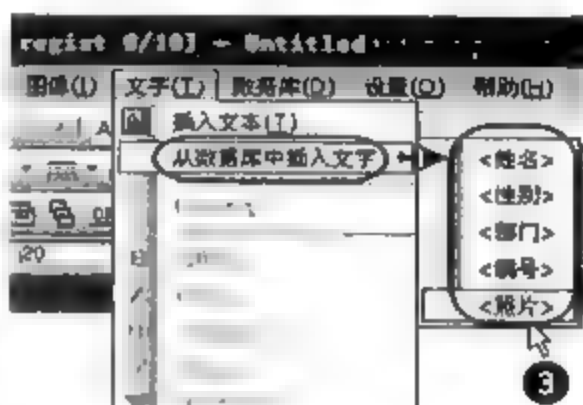 regist 0/10] - Untitled
图像(I) 文字(T) 数据库(D) 设置(O) 帮助(H)
插入文本(T)
从数据库中插入文字
<姓名>
<性别>
<部门>
<编号>
<照片>
20
3